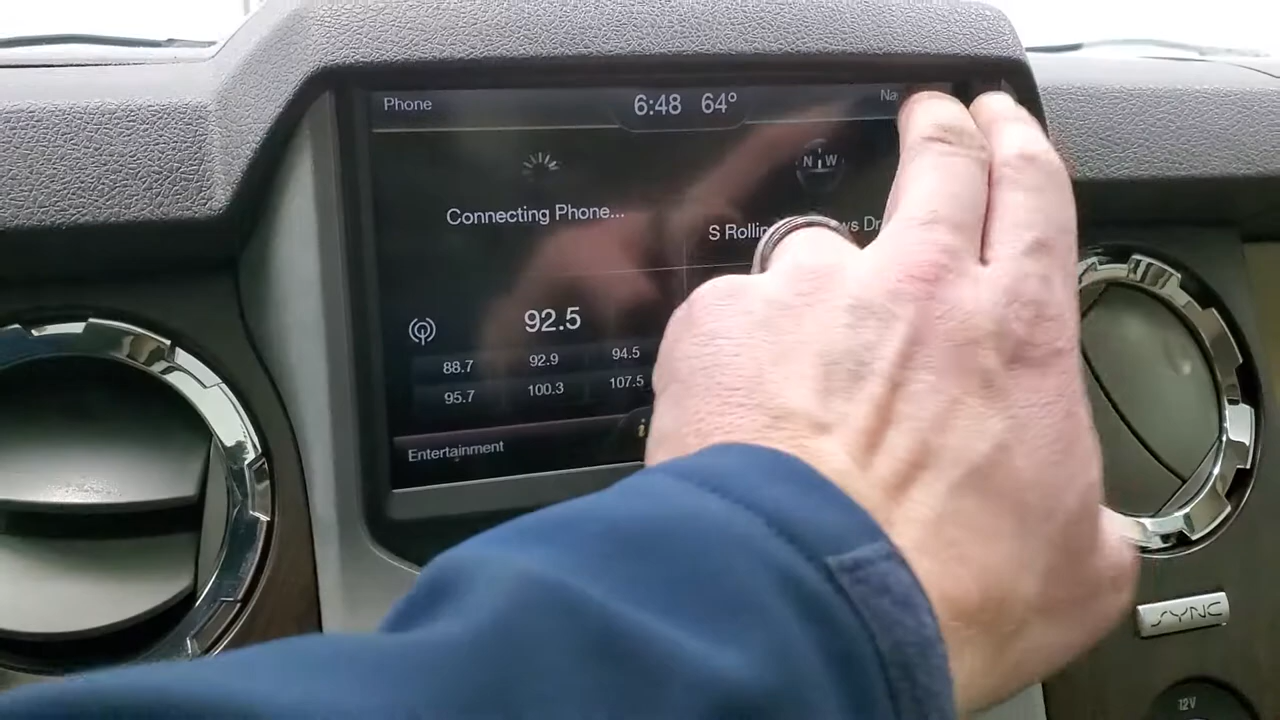 Phone
6:48 64°
N W
Connecting Phone...
S
92.5
88.7 92.9 94.5
95.7 100.3 107.5
i
Entertainment
SYNC
12V